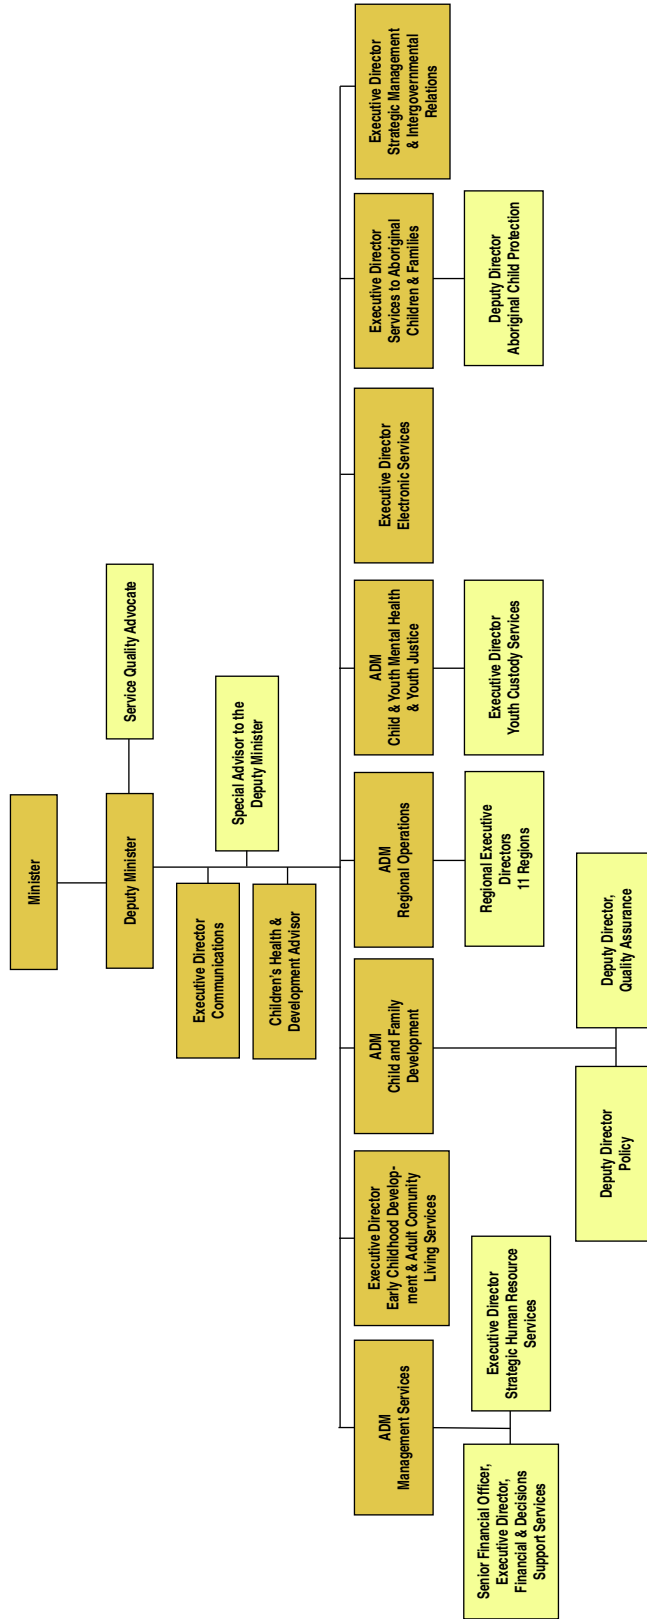 Minister
Deputy Minister
Service Quality Advocate
Executive Director
Communications
Special Advisor to the
Deputy Minister
Children's Health &
Development Advisor
ADM
Management Services
Executive Director
Early Childhood Develop-
ment & Adult Comunity
Living Services
ADM
Child and Family
Development
ADM
Regional Operations
ADM
Child & Youth Mental Health
& Youth Justice
Executive Director
Electronic Services
Executive Director
Services to Aboriginal
Children & Families
Executive Director
Strategic Management
& Intergovernmental
Relations
Senior Financial Officer,
Executive Director,
Financial & Decisions
Support Services
Executive Director
Strategic Human Resource
Services
Deputy Director
Policy
Deputy Director,
Quality Assurance
Regional Executive
Directors
11 Regions
Executive Director
Youth Custody Services
Deputy Director
Aboriginal Child Protection